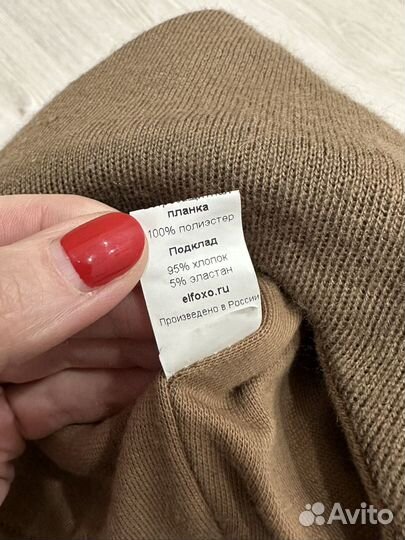 планка
100% полиэстер
Подклад
95% хлопок
5% эластан
elfoxo.ru
Произведено в России
Avito